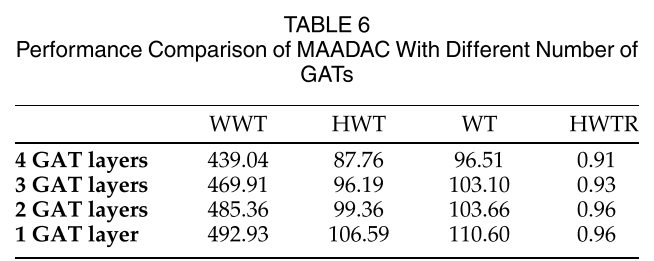 TABLE 6
Performance Comparison of MAADAC With Different Number of
GATs
WWT HWT WT HWTR
4 GAT layers 439.04 87.76 96.51 0.91
3 GAT layers 469.91 96.19 103.10 0.93
2 GAT layers 485.36 99.36 103.66 0.96
1 GAT layer 492.93 106.59 110.60 0.96